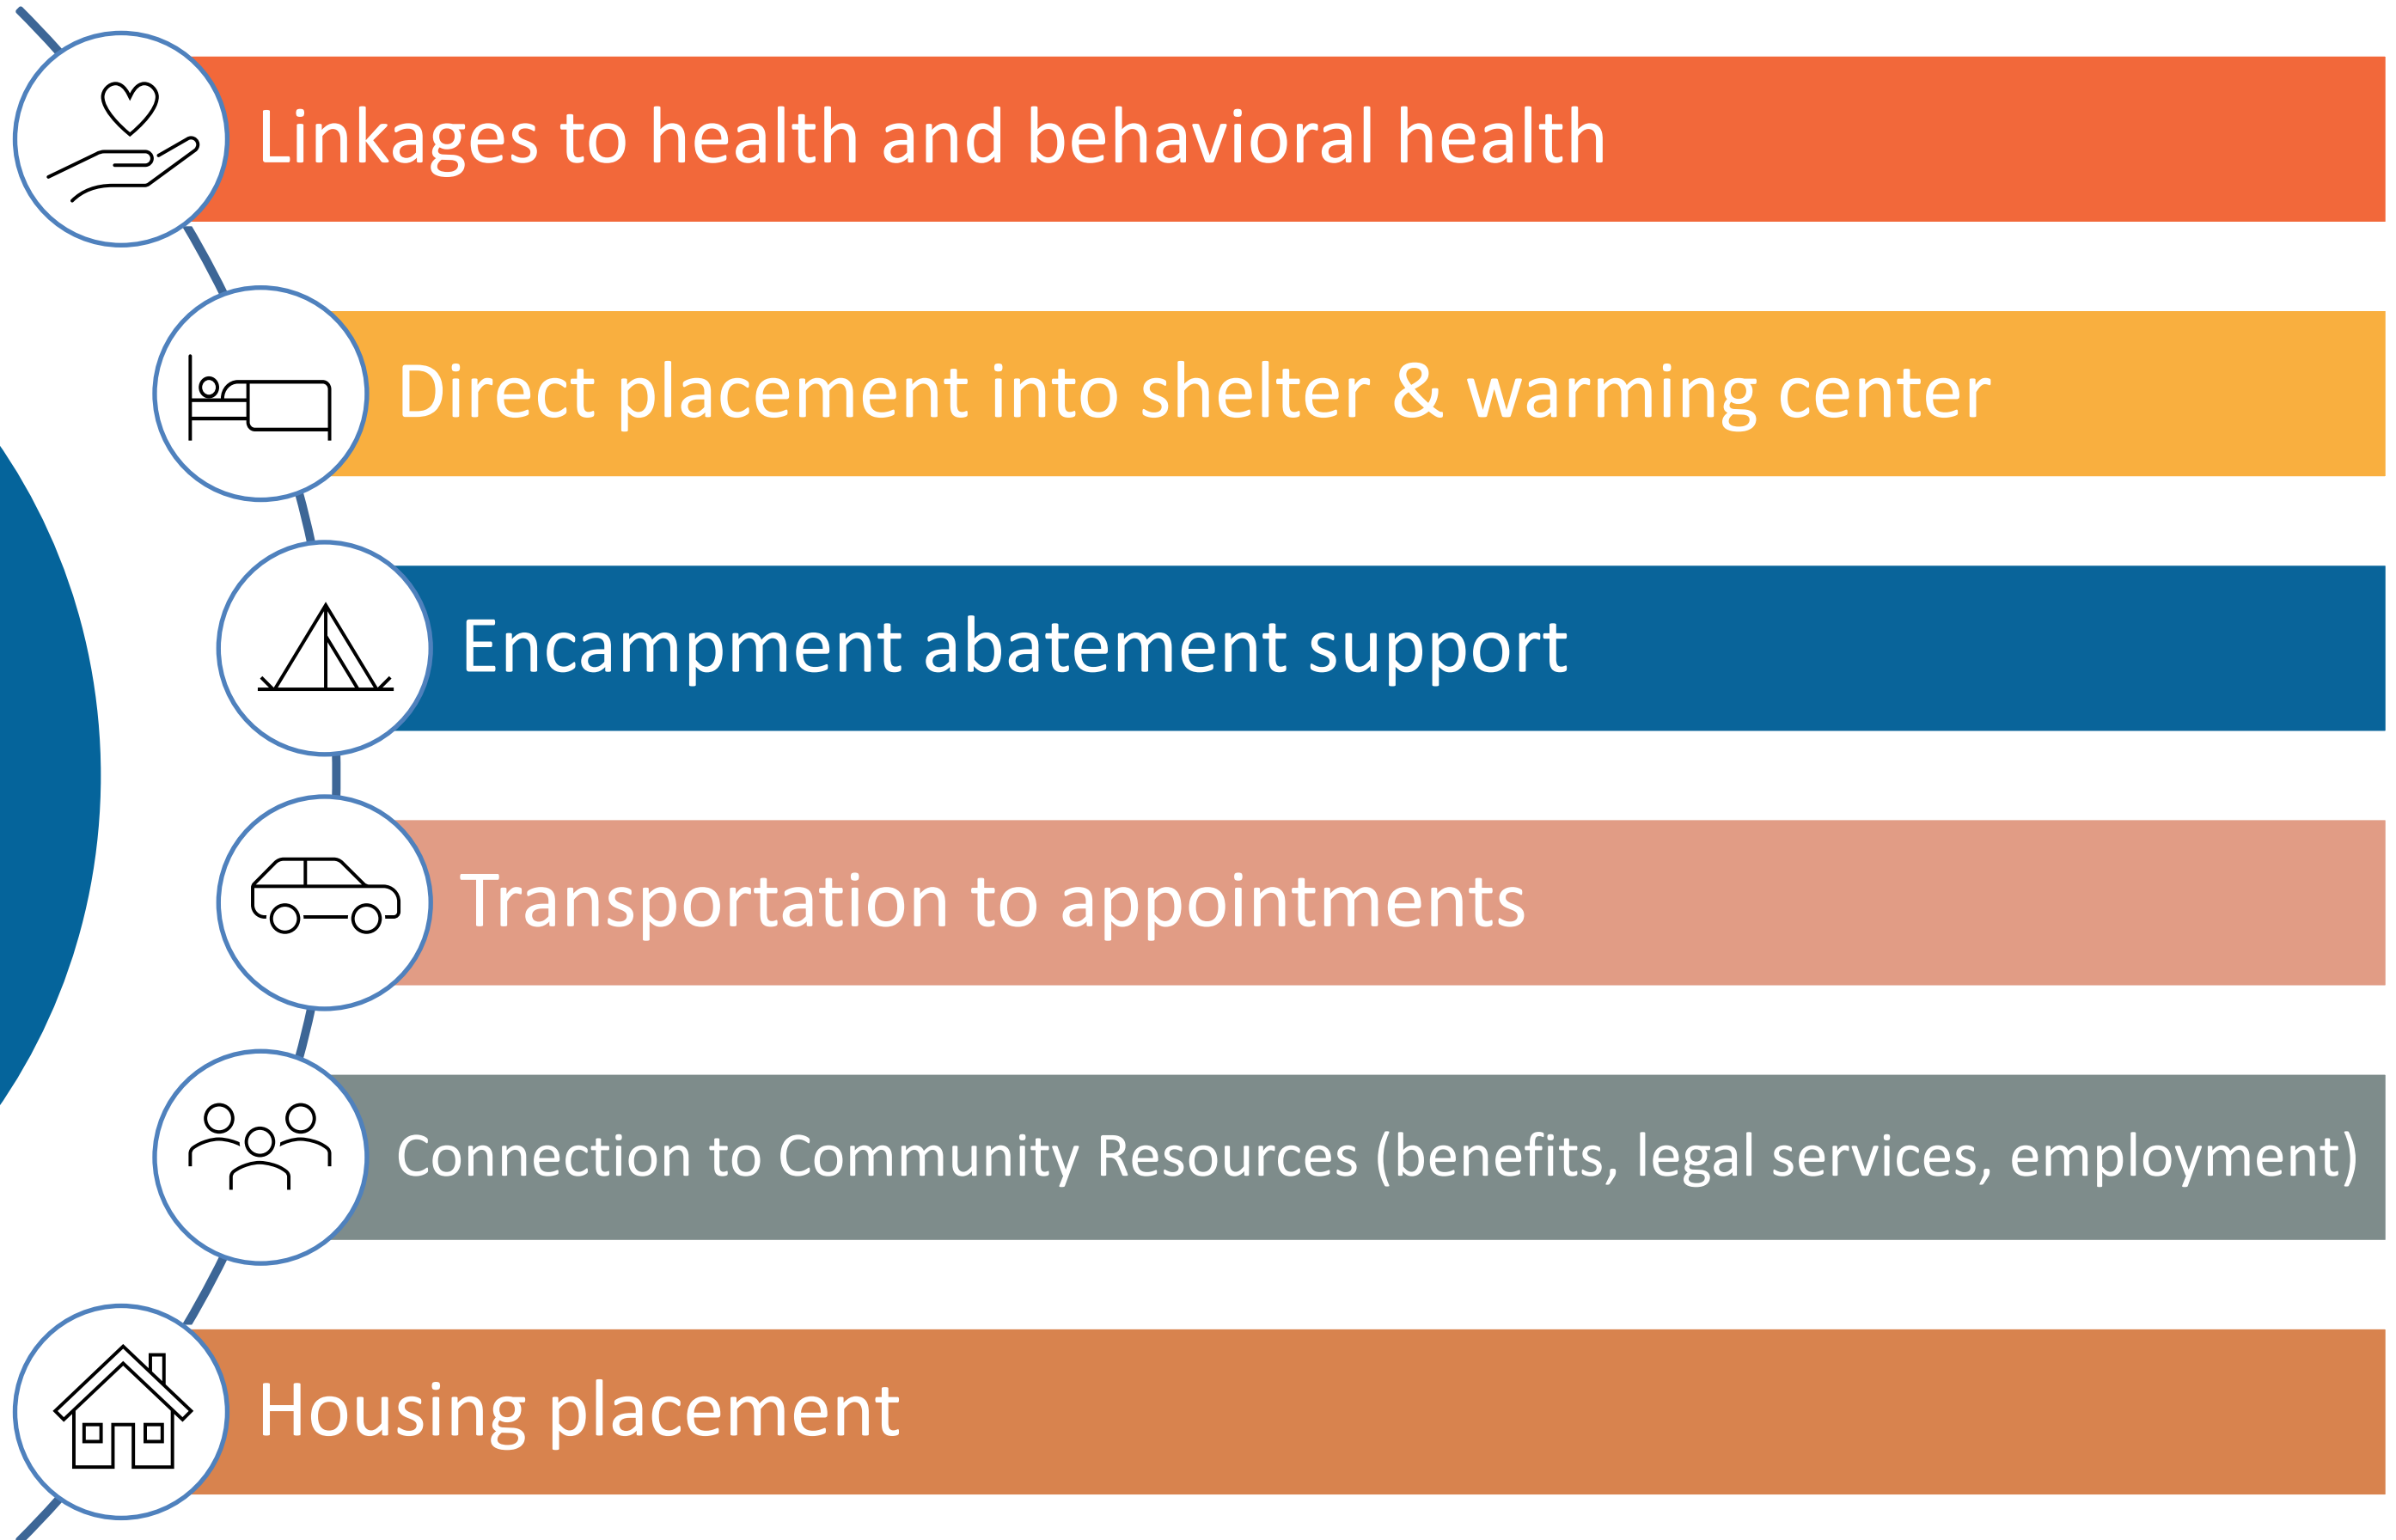 Linkages to health and behavioral health
Direct placement into shelter & warming center
Encampment abatement support
Transportation to appointments
Connection to Community Resources (benefits, legal services, employment)
Housing placement